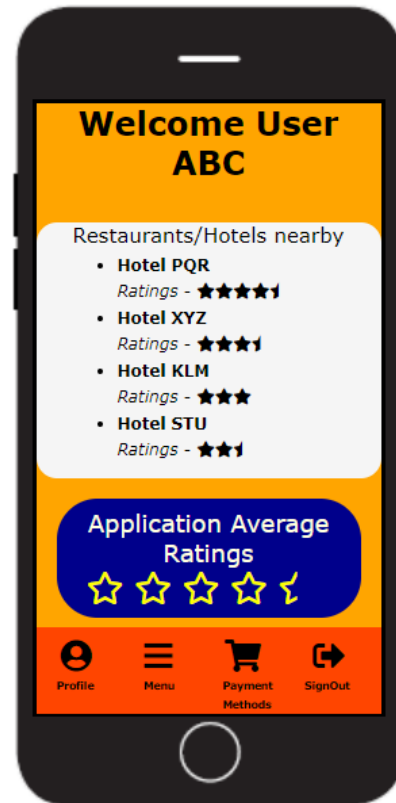 Welcome User
ABC
Restaurants/Hotels nearby
Hotel PQR
Ratings -
Hotel XYZ
Ratings -
Hotel KLM
Ratings -
Hotel STU
Ratings -
Application Average
Ratings
Profile Menu Payment SignOut
Methods